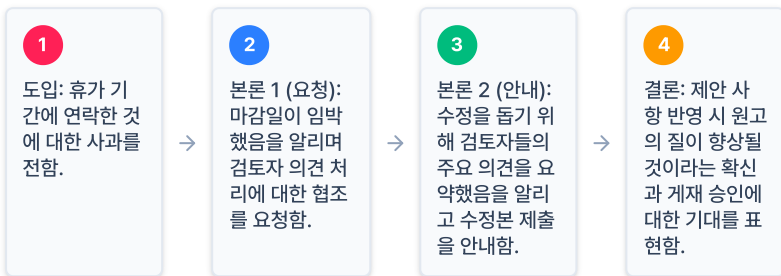 1
도입: 휴가 기
간에 연락한 것
에 대한 사과를
전함.
2
본론 1 (요청):
마감일이 임박
했음을 알리며
검토자 의견 처
리에 대한 협조
를 요청함.
3
본론 2 (안내):
수정을 돕기 위
해 검토자들의
주요 의견을 요
약했음을 알리
고 수정본 제출
을 안내함.
4
결론: 제안 사
항 반영 시 원고
의 질이 향상될
것이라는 확신
과 게재 승인에
대한 기대를 표
현함.